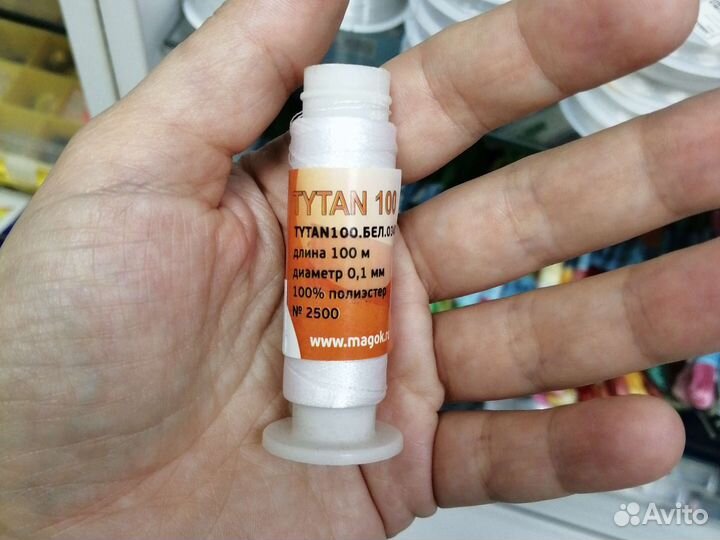 TYTAN 100
TYTAN100.БЕЛ.
длина 100 м
диаметр 0,1 мм
100% полиэстер
№ 2500
www.magok.r
Avito